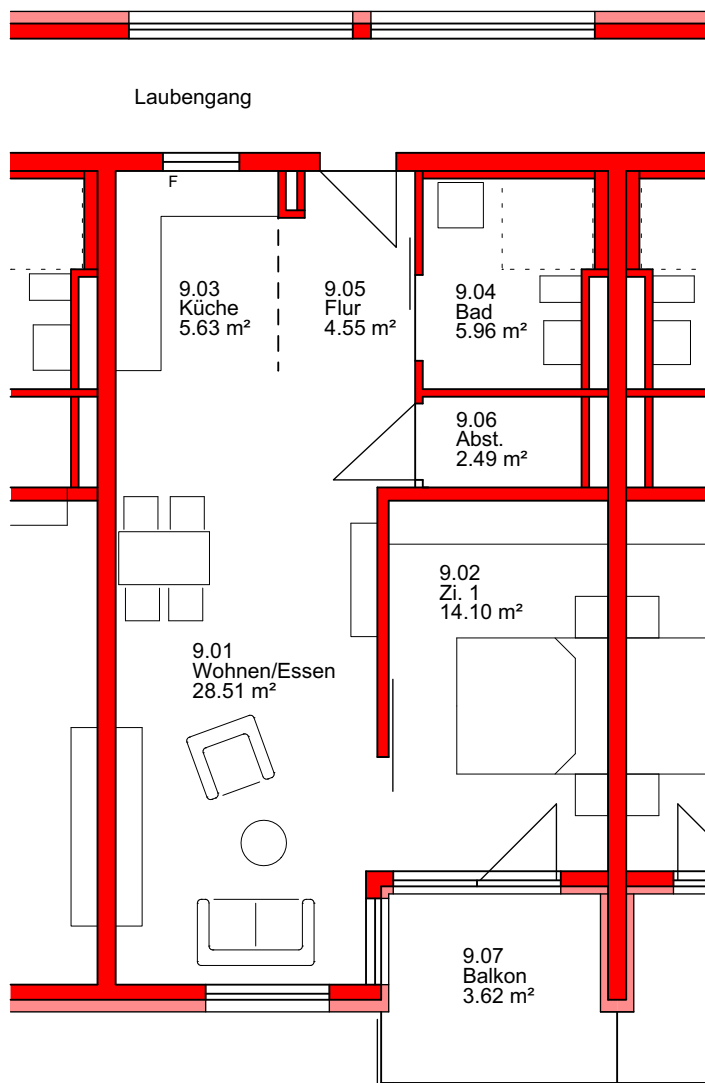 Laubengang
F
9.03
Küche
5.63 m²
9.05
Flur
4.55 m²
9.04
Bad
5.96 m²
9.06
Abst.
2.49 m²
9.02
Zi. 1
14.10 m²
9.01
Wohnen/Essen
28.51 m²
9.07
Balkon
3.62 m²